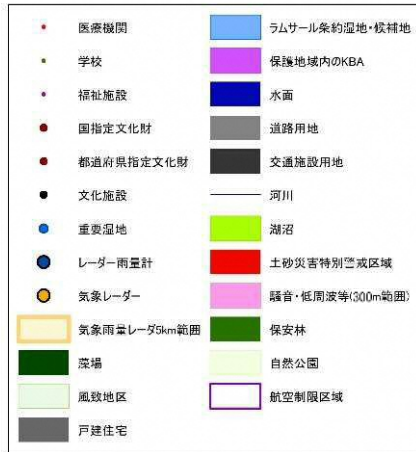 医療機関
学校
福祉施設
国指定文化財
都道府県指定文化財
文化施設
重要湿地
レーダー雨量計
気象レーダー
気象雨量レーダ5km範囲
藻場
風致地区
戸建住宅
ラムサール条約湿地・候補地
保護地域内のKBA
水面
道路用地
交通施設用地
河川
湖沼
土砂災害特別警戒区域
騒音・低周波等(300m範囲)
保安林
自然公園
航空制限区域